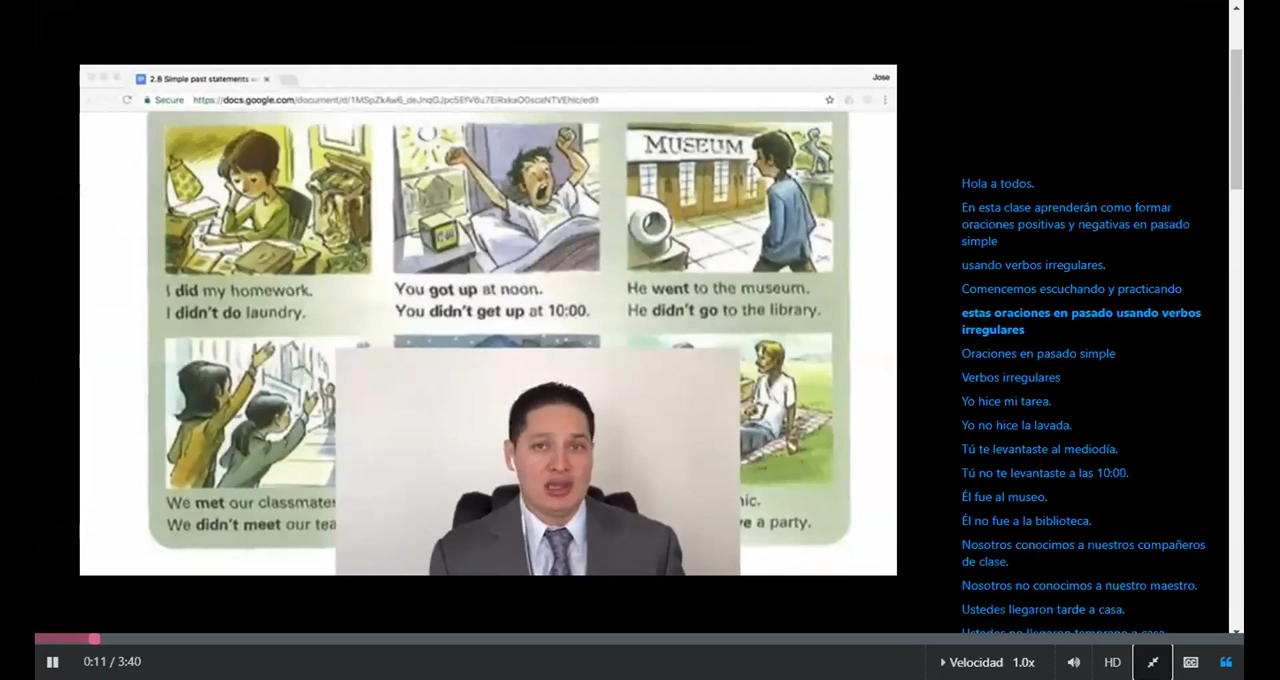 2.8 Simple past statements
Jose
Secure
https://docs.google.com/document/d/
/edit
MUSEUM
I did my homework.
I didn't do laundry.
You got up at noon.
You didn't get up at 10:00.
He went to the museum.
He didn't go to the library.
We met our
We didn't meet our
a party.
Hola a todos.
En esta clase aprenderán como formar
oraciones positivas y negativas en pasado
simple
usando verbos irregulares.
Comencemos escuchando y practicando
estas oraciones en pasado usando verbos
irregulares
Oraciones en pasado simple
Verbos irregulares
Yo hice mi tarea.
Yo no hice la lavada.
Tú te levantaste al mediodía.
Tú no te levantaste a las 10:00.
Él fue al museo.
Él no fue a la biblioteca.
Nosotros conocimos a nuestros compañeros
de clase.
Nosotros no conocimos a nuestro maestro.
Ustedes llegaron tarde a casa.
Ustedes no llegaron temprano a casa
0:11 / 3:40
Velocidad 1.0x
HD
CC